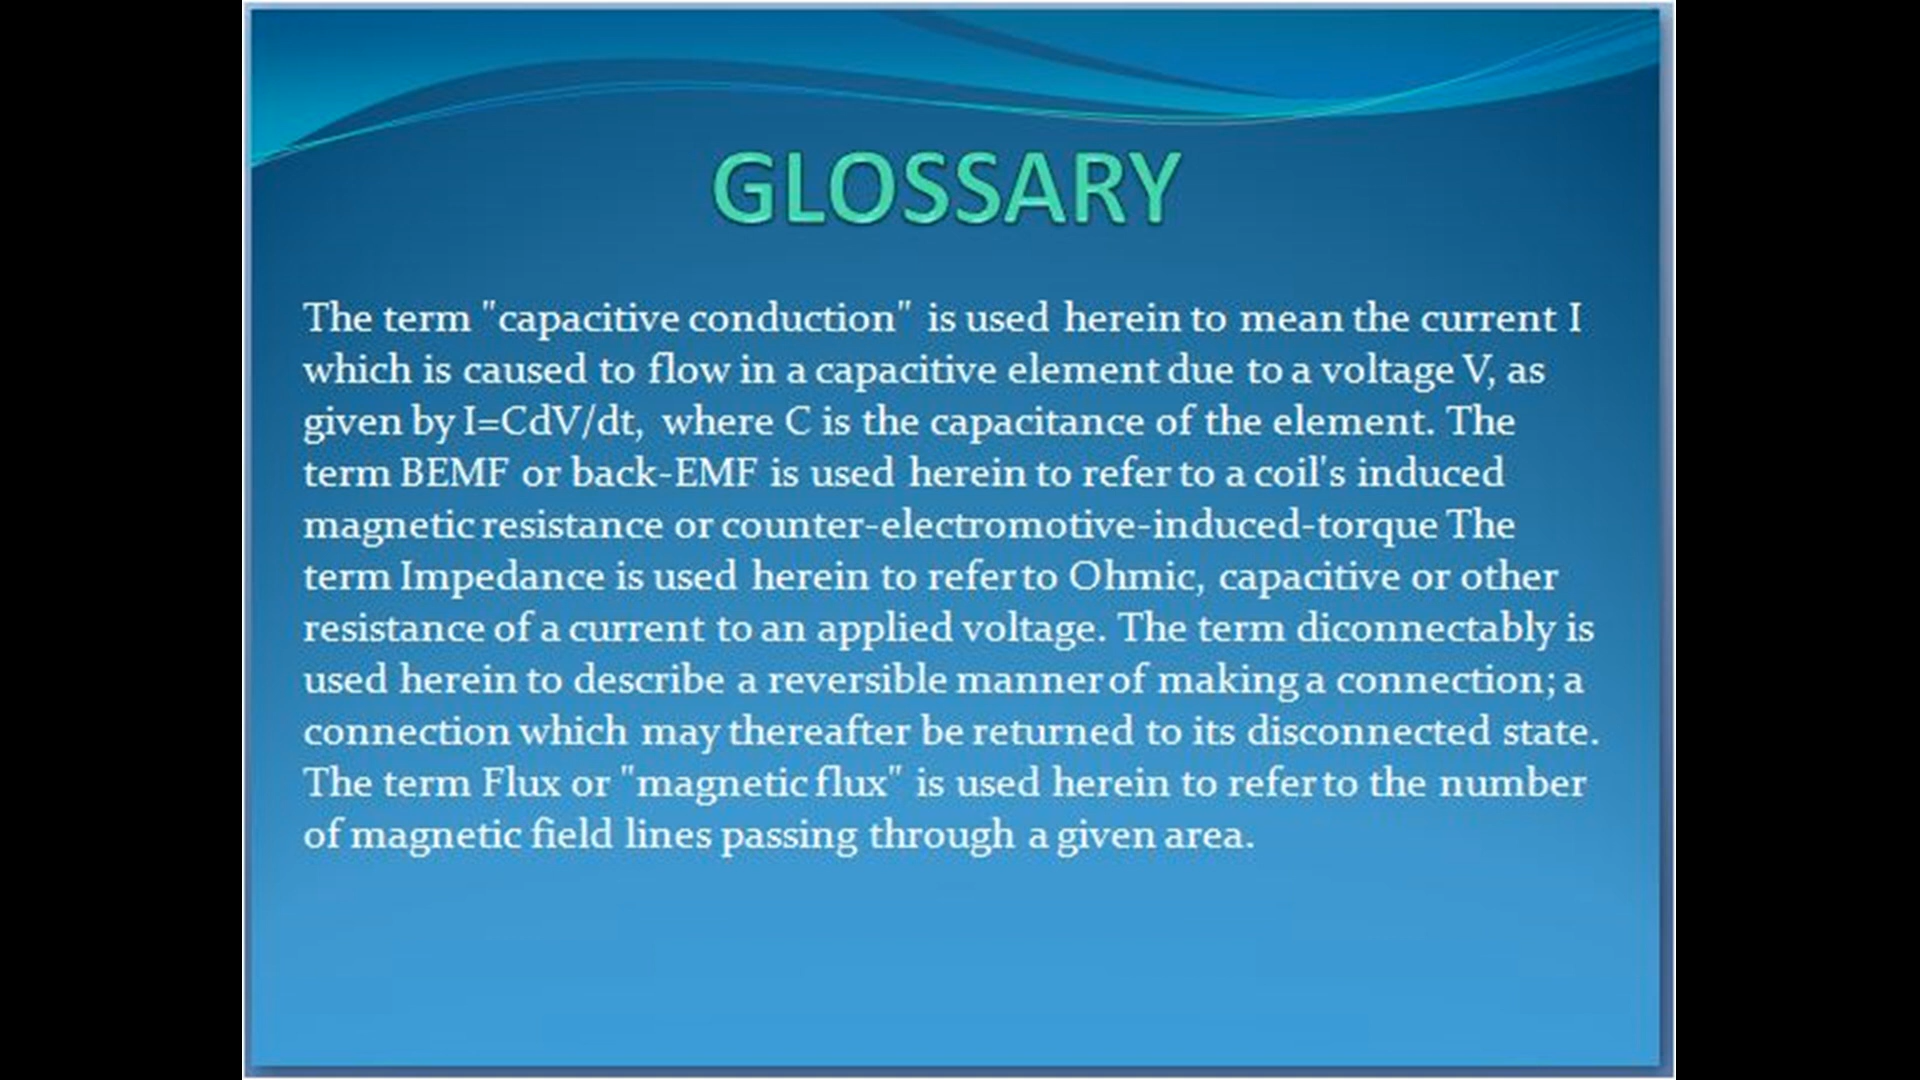 GLOSSARY
The term "capacitive conduction" is used herein to mean the current I
which is caused to flow in a capacitive element due to a voltage V, as
given by I=CdV/dt, where C is the capacitance of the element. The
term BEMF or back-EMF is used herein to refer to a coil's induced
magnetic resistance or counter-electromotive-induced-torque The
term Impedance is used herein to refer to Ohmic, capacitive or other
resistance of a current to an applied voltage. The term diconnectably is
used herein to describe a reversible manner of making a connection; a
connection which may thereafter be returned to its disconnected state.
The term Flux or "magnetic flux" is used herein to refer to the number
of magnetic field lines passing through a given area.